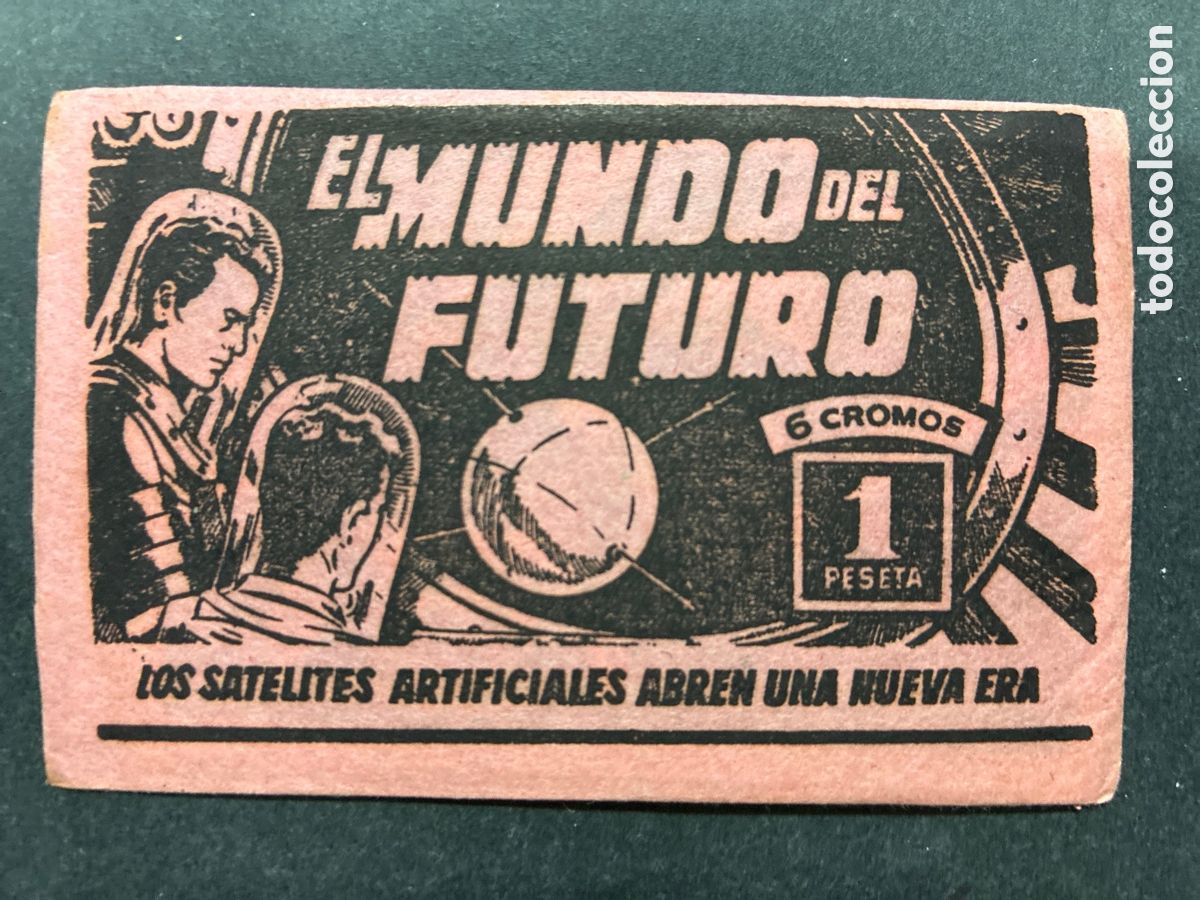 EL MUNDO DEL
FUTURO
6 CROMOS
1
PESETA
LOS SATELITES ARTIFICIALES ABREN UNA NUEVA ERA
todocoleccion